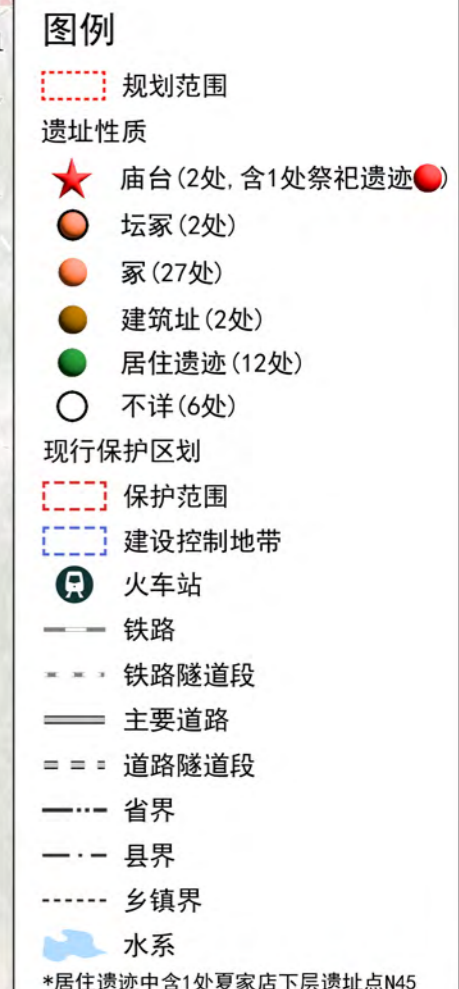 图例
规划范围
遗址性质
庙台(2处,含1处祭祀遗迹)
坛冢(2处)
冢(27处)
建筑址(2处)
居住遗迹(12处)
不详(6处)
现行保护区划
保护范围
建设控制地带
火车站
铁路
铁路隧道段
主要道路
道路隧道段
省界
县界
乡镇界
水系
*居住遗迹中含1处夏家店下层遗址点N45